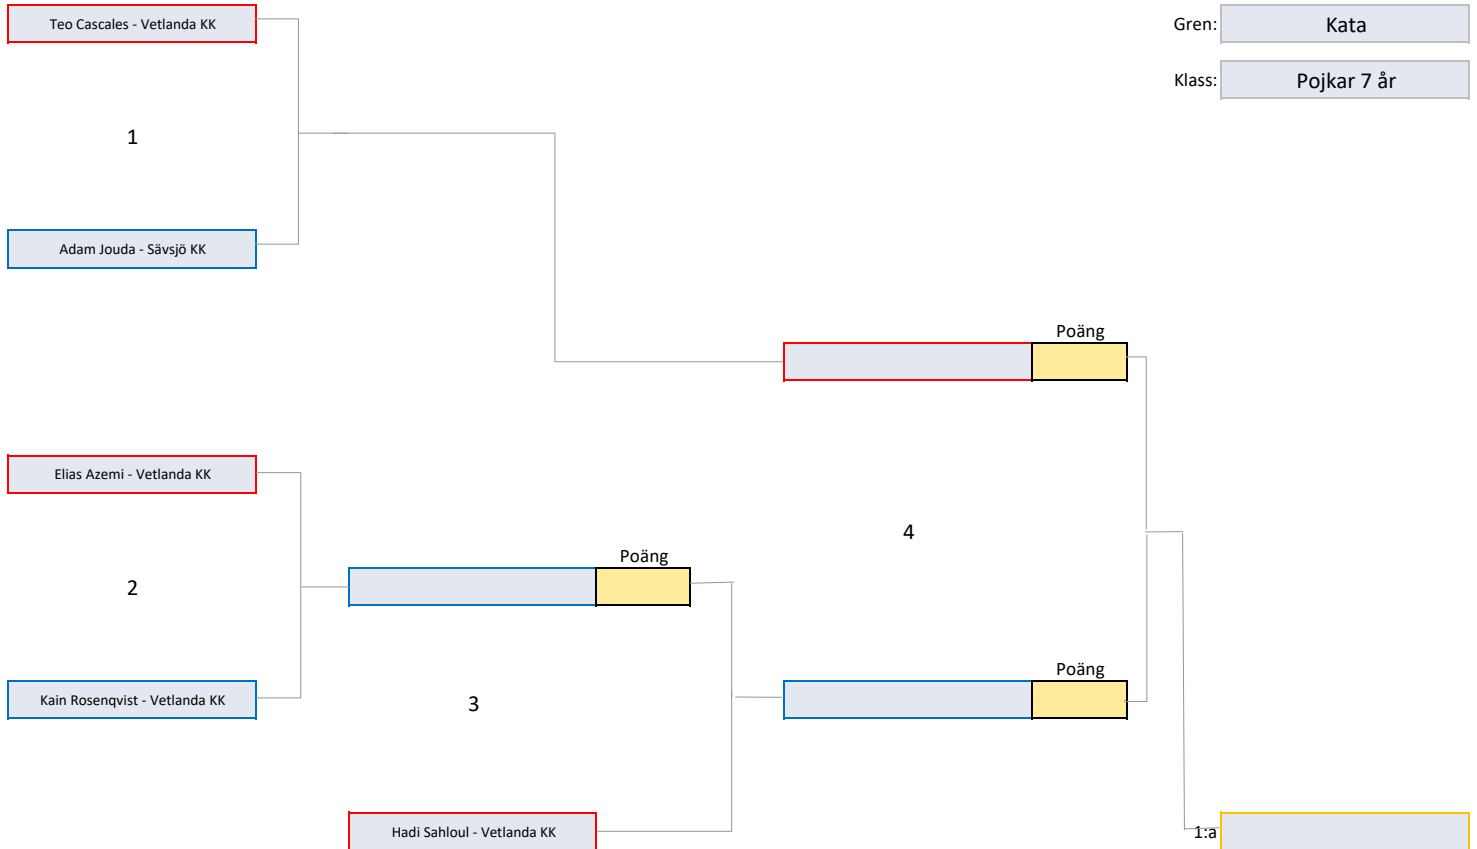 Teo Cascales - Vetlanda KK
Gren:
Kata
Klass:
Pojkar 7 år
1
Adam Jouda - Sävsjö KK
Poäng
Elias Azemi - Vetlanda KK
4
Poäng
2
Poäng
Kain Rosenqvist - Vetlanda KK
3
Hadi Sahloul - Vetlanda KK
1:a